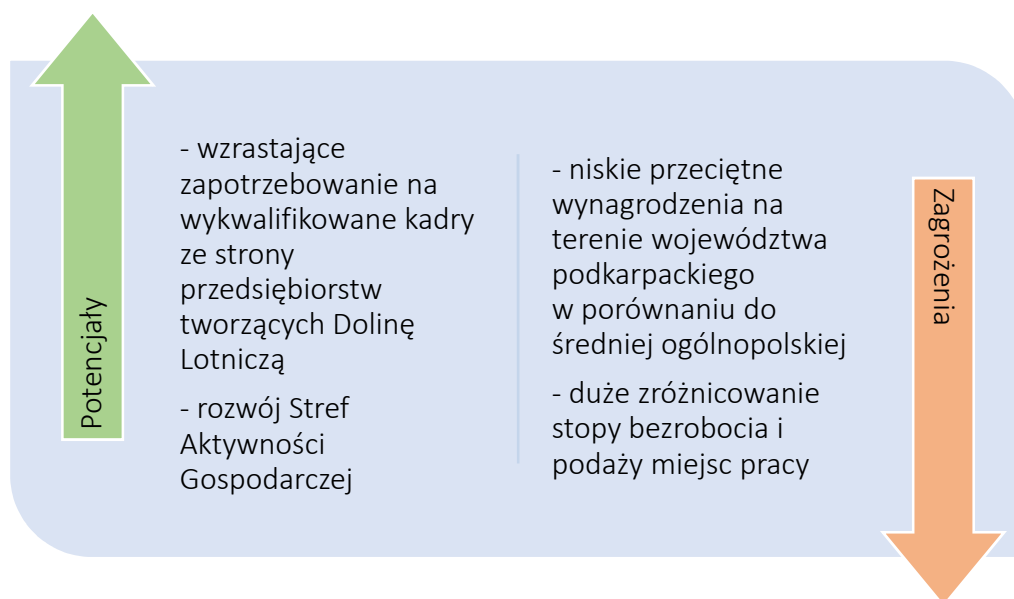 Potencjały
- wzrastające
zapotrzebowanie na
wykwalifikowane kadry
ze strony
przedsiębiorstw
tworzących Dolinę
Lotniczą
- rozwój Stref
Aktywności
Gospodarczej
- niskie przeciętne
wynagrodzenia na
terenie województwa
podkarpackiego
w porównaniu do
średniej ogólnopolskiej
- duże zróżnicowanie
stopy bezrobocia i
podaży miejsc pracy
Zagrożenia